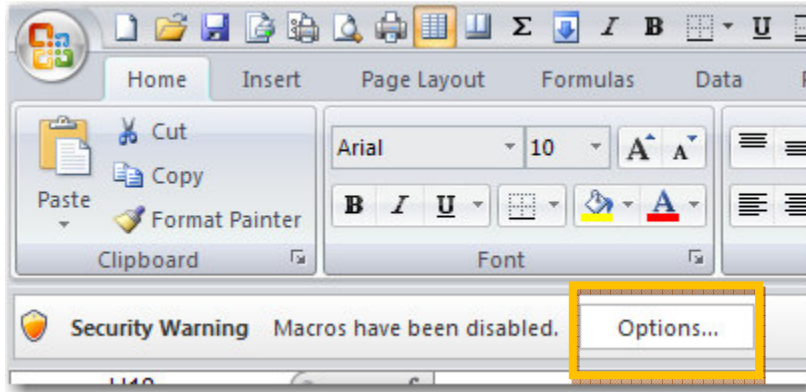 Σ I B U
Home Insert Page Layout Formulas Data
Cut
Arial 10 A A
Copy
Paste
B I U A
Format Painter
Clipboard Font
Security Warning Macros have been disabled. Options...